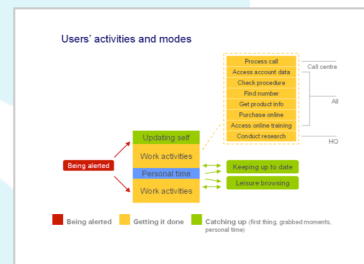 Users' activities and modes
Process call
Access account data
Check procedure
Find number
Get product info
Purchase online
Access online training
Conduct research
Call centre
All
HQ
Updating self
Work activities
Personal time
Work activities
Being alerted
Keeping up to date
Leisure browsing
Being alerted
Getting it done
Catching up (first thing, grabbed moments,
personal time)